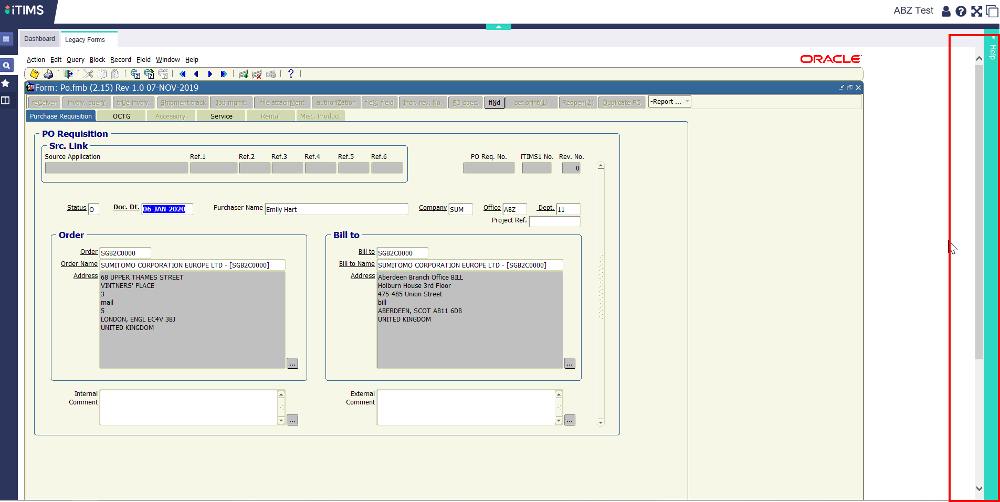 iTIMS
ABZ Test
Dashboard
Legacy Forms
Help
Action Edit Query Block Record Field Window Help
ORACLE
Form: Po.fmb (2.15) Rev 1.0 07-NOV-2019
reCeiver invtry. querY trUe invtry. Shipment track Job mgmt. file attachMent authoriZation fleX. field Incr. rev. No. PO spec. fiNd set print(1) Reopen(2) Duplicate PO -Report ...
Purchase Requisition OCTG Accessory Service Rental Misc. Product
PO Requisition
Src. Link
Source Application Ref.1 Ref.2 Ref.3 Ref.4 Ref.5 Ref.6 PO Req. No. iTIMS1 No. Rev. No.
0
Status O Doc. Dt. 06-JAN-2020 Purchaser Name Emily Hart Company SUM Office ABZ Dept. 11
Project Ref.
Order
Order SGB2C0000
Order Name SUMITOMO CORPORATION EUROPE LTD - [SGB2C0000]
Address 68 UPPER THAMES STREET
VINTNERS' PLACE
3
mail
5
LONDON, ENGL EC4V 3BJ
UNITED KINGDOM
...
Bill to
Bill to SGB2C0000
Bill to Name SUMITOMO CORPORATION EUROPE LTD - [SGB2C0000]
Address Aberdeen Branch Office BILL
Holburn House 3rd Floor
475-485 Union Street
bill
ABERDEEN, SCOT AB11 6DB
UNITED KINGDOM
...
Internal
Comment
...
External
Comment
...